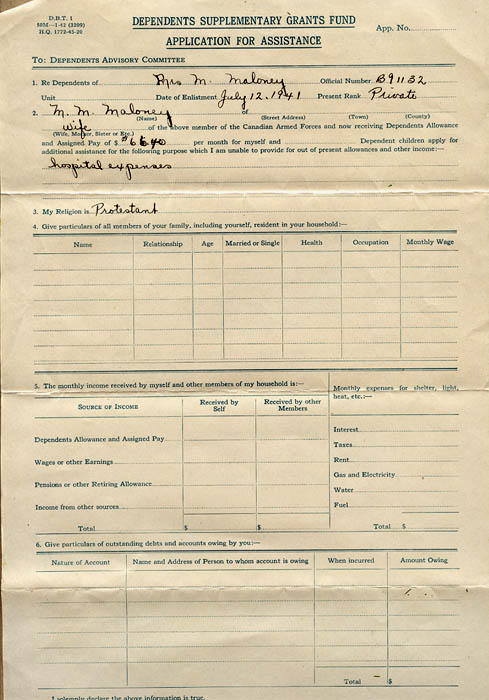 D.B.T. 1
50M—1-42 (3209)
H.Q. 1772-45-20
DEPENDENTS SUPPLEMENTARY GRANTS FUND
APPLICATION FOR ASSISTANCE
App. No.
TO: DEPENDENTS ADVISORY COMMITTEE
1. Re Dependents of Mrs M. Maloney Official Number B91132
Unit Date of Enlistment July 12, 1941 Present Rank Private
2. M. M. Maloney of
(Name) (Street Address) (Town) (County)
wife of the above member of the Canadian Armed Forces and now receiving Dependents Allowance
(Wife, Mother, Sister or Etc.)
and Assigned Pay of $ per month for myself and Dependent children apply for
additional assistance for the following purpose which I am unable to provide for out of present allowances and other income:—
hospital expenses
3. My Religion is Protestant
4. Give particulars of all members of your family, including yourself, resident in your household:—
Name Relationship Age Married or Single Health Occupation Monthly Wage
5. The monthly income received by myself and other members of my household is:—
Monthly expenses for shelter, light, heat, etc.:—
SOURCE OF INCOME Received by Self Received by other Members
Interest
Dependents Allowance and Assigned Pay
Taxes
Wages or other Earnings
Rent
Gas and Electricity
Pensions or other Retiring Allowance
Water
Income from other sources
Fuel
Total $ $ Total $
6. Give particulars of outstanding debts and accounts owing by you:—
Nature of Account Name and Address of Person to whom account is owing When incurred Amount Owing
Total $
I solemnly declare the above information is true.